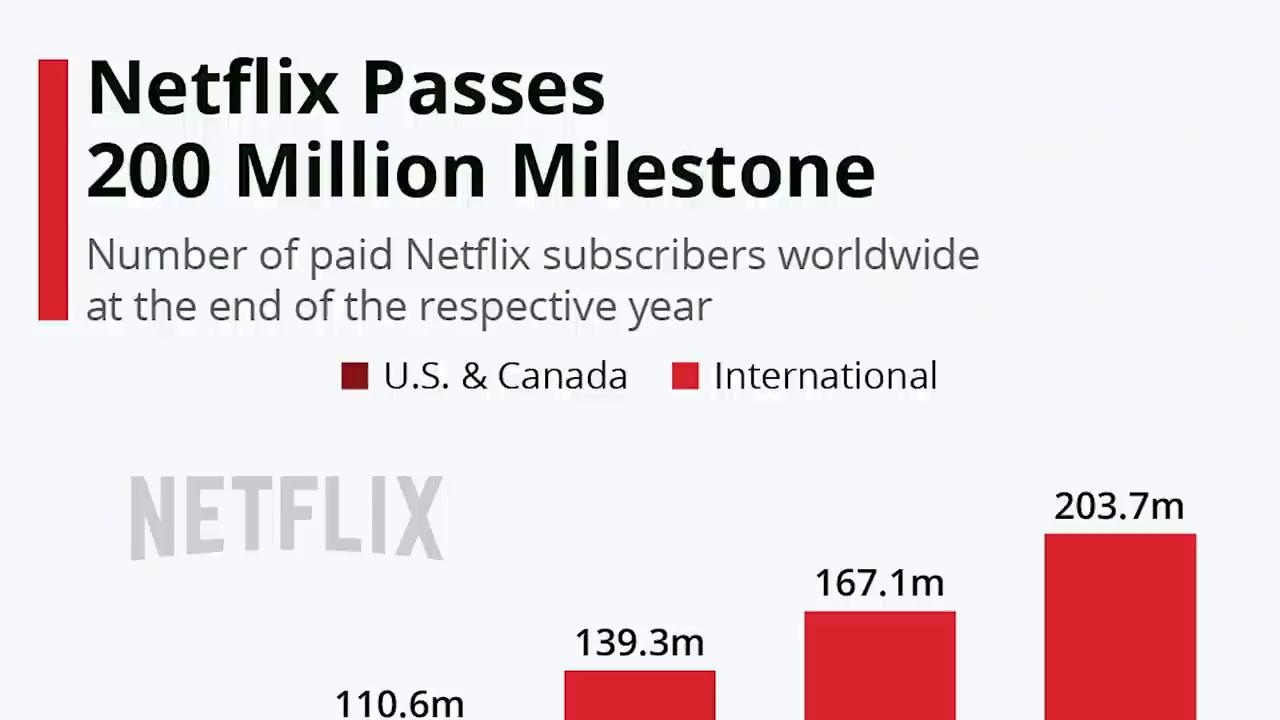 Netflix Passes
200 Million Milestone
Number of paid Netflix subscribers worldwide
at the end of the respective year
U.S. & Canada International
NETFLIX
203.7m
167.1m
139.3m
110.6m